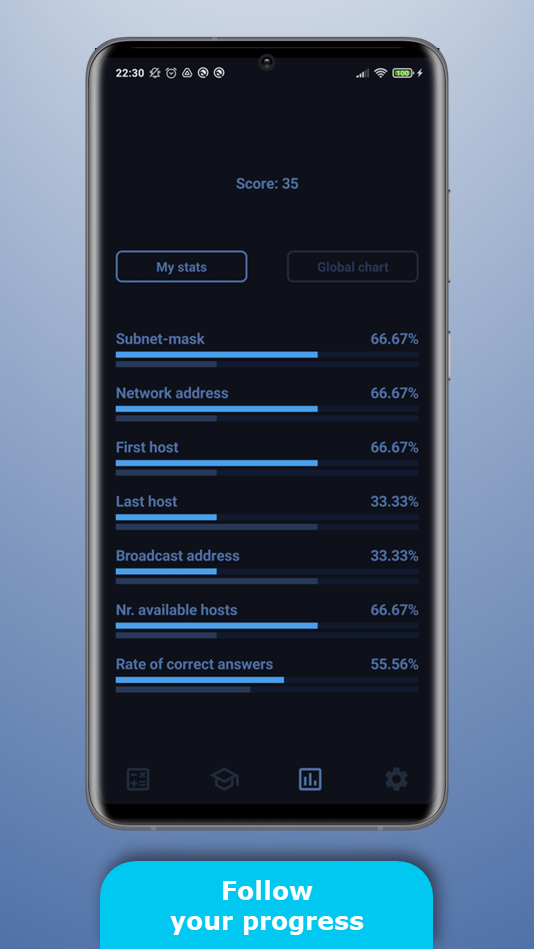 22:30
100
Score: 35
My stats
Global chart
Subnet-mask 66.67%
Network address 66.67%
First host 66.67%
Last host 33.33%
Broadcast address 33.33%
Nr. available hosts 66.67%
Rate of correct answers 55.56%
Follow
your progress